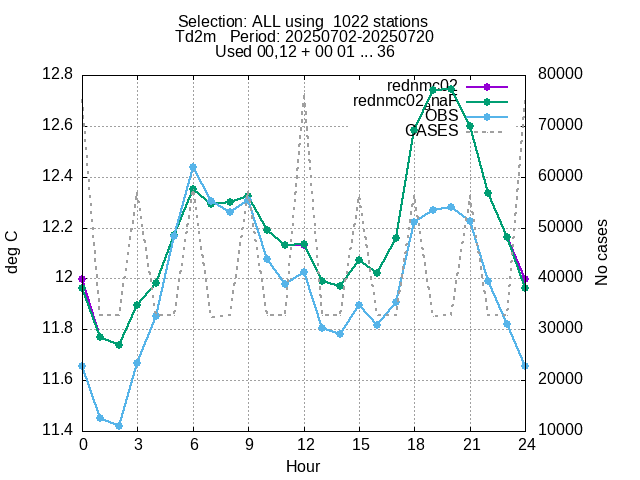 Selection: ALL using  1022 stations
Td2m   Period: 20250702-20250720
Used 00,12 + 00 01 ... 36
rednmc02
rednmc02_naF
OBS
CASES
12.8
12.6
12.4
12.2
12
11.8
11.6
11.4
80000
70000
60000
50000
40000
30000
20000
10000
deg C
No cases
0 3 6 9 12 15 18 21 24
Hour